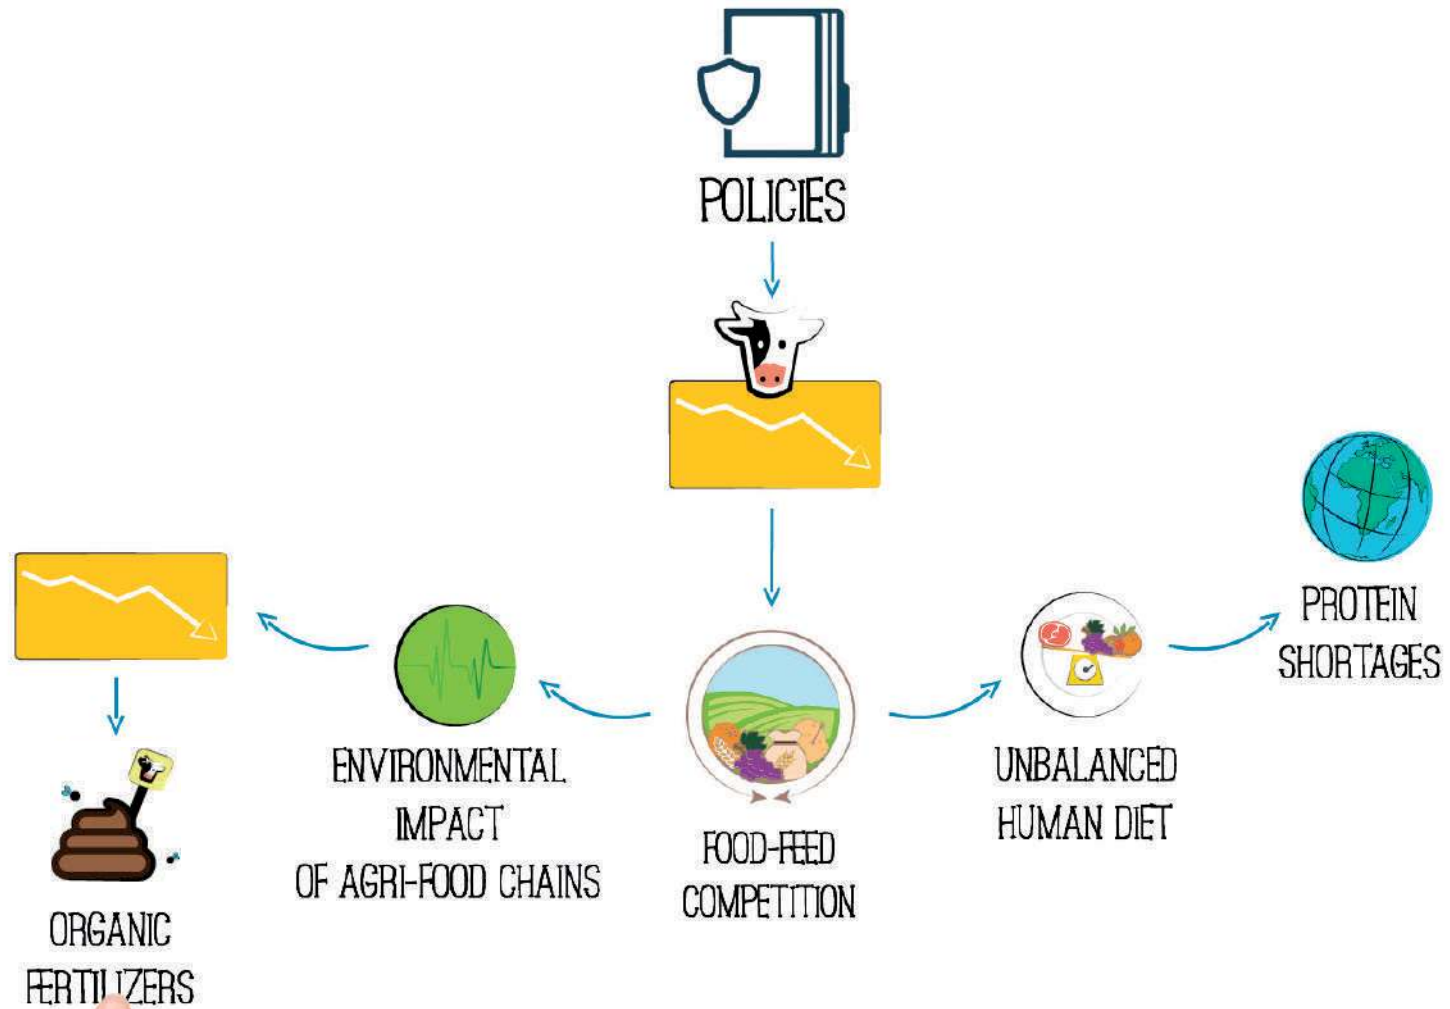 POLICIES
PROTEIN
SHORTAGES
ENVIRONMENTAL
IMPACT
OF AGRI-FOOD CHAINS
FOOD-FEED
COMPETITION
UNBALANCED
HUMAN DIET
ORGANIC
FERTILIZERS